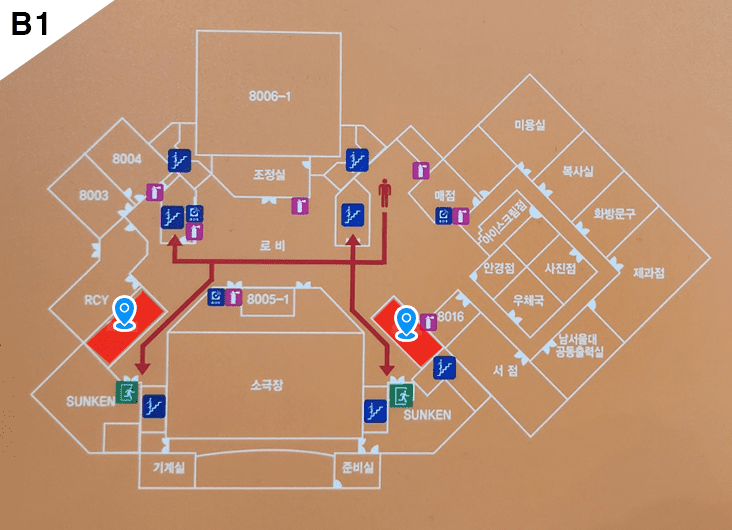 B1
8006-1
미용실
8004
복사실
조정실
8003
매점
화방문구
아이스크림점
로 비
안경점
사진점
제과점
RCY
8005-1
우체국
8016
남서울대
공동출력실
서 점
소극장
SUNKEN
SUNKEN
기계실
준비실